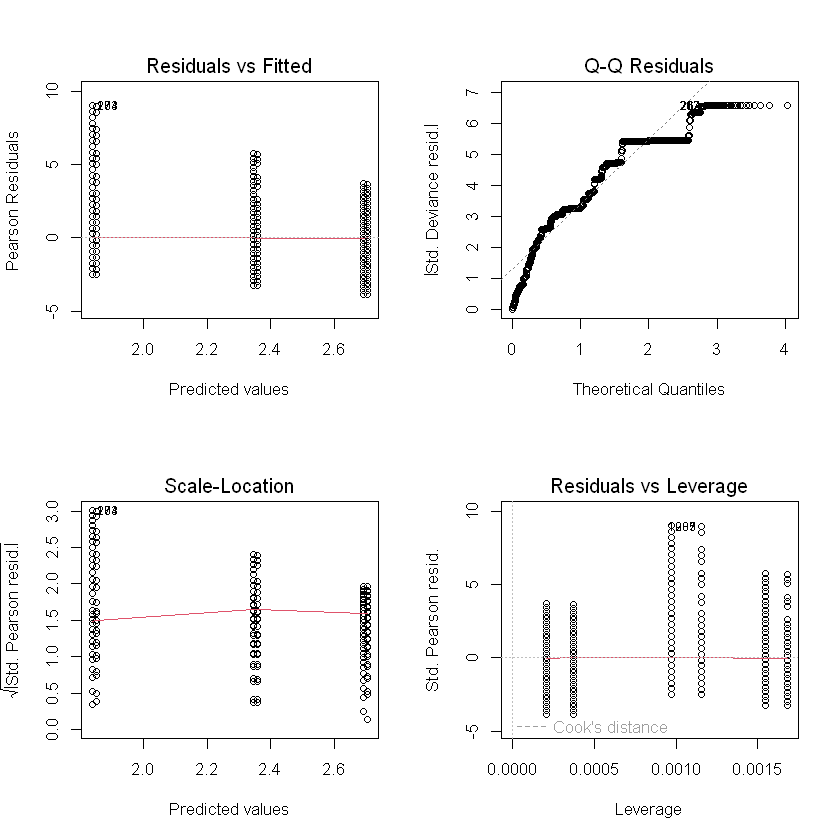 Residuals vs Fitted
Pearson Residuals
10
5
0
-5
2.0 2.2 2.4 2.6
Predicted values
Q-Q Residuals
|Std. Deviance resid.|
7
6
5
4
3
2
1
0
0 1 2 3 4
Theoretical Quantiles
Scale-Location
√|Std. Pearson resid.|
3.0
2.5
2.0
1.5
1.0
0.5
0.0
2.0 2.2 2.4 2.6
Predicted values
Residuals vs Leverage
Std. Pearson resid.
10
5
0
-5
Cook's distance
0.0000 0.0005 0.0010 0.0015
Leverage